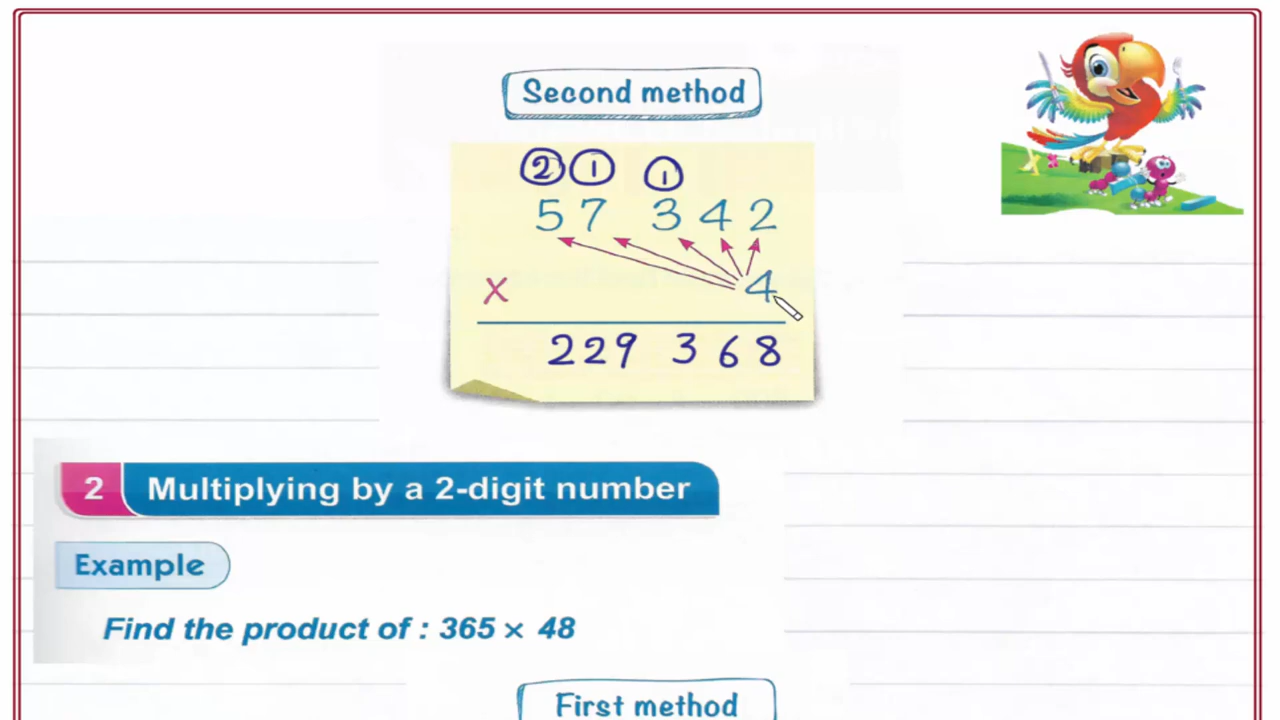 Second method
2 1 1
57 342
x 4
229 368
2 Multiplying by a 2-digit number
Example
Find the product of : 365 × 48
First method